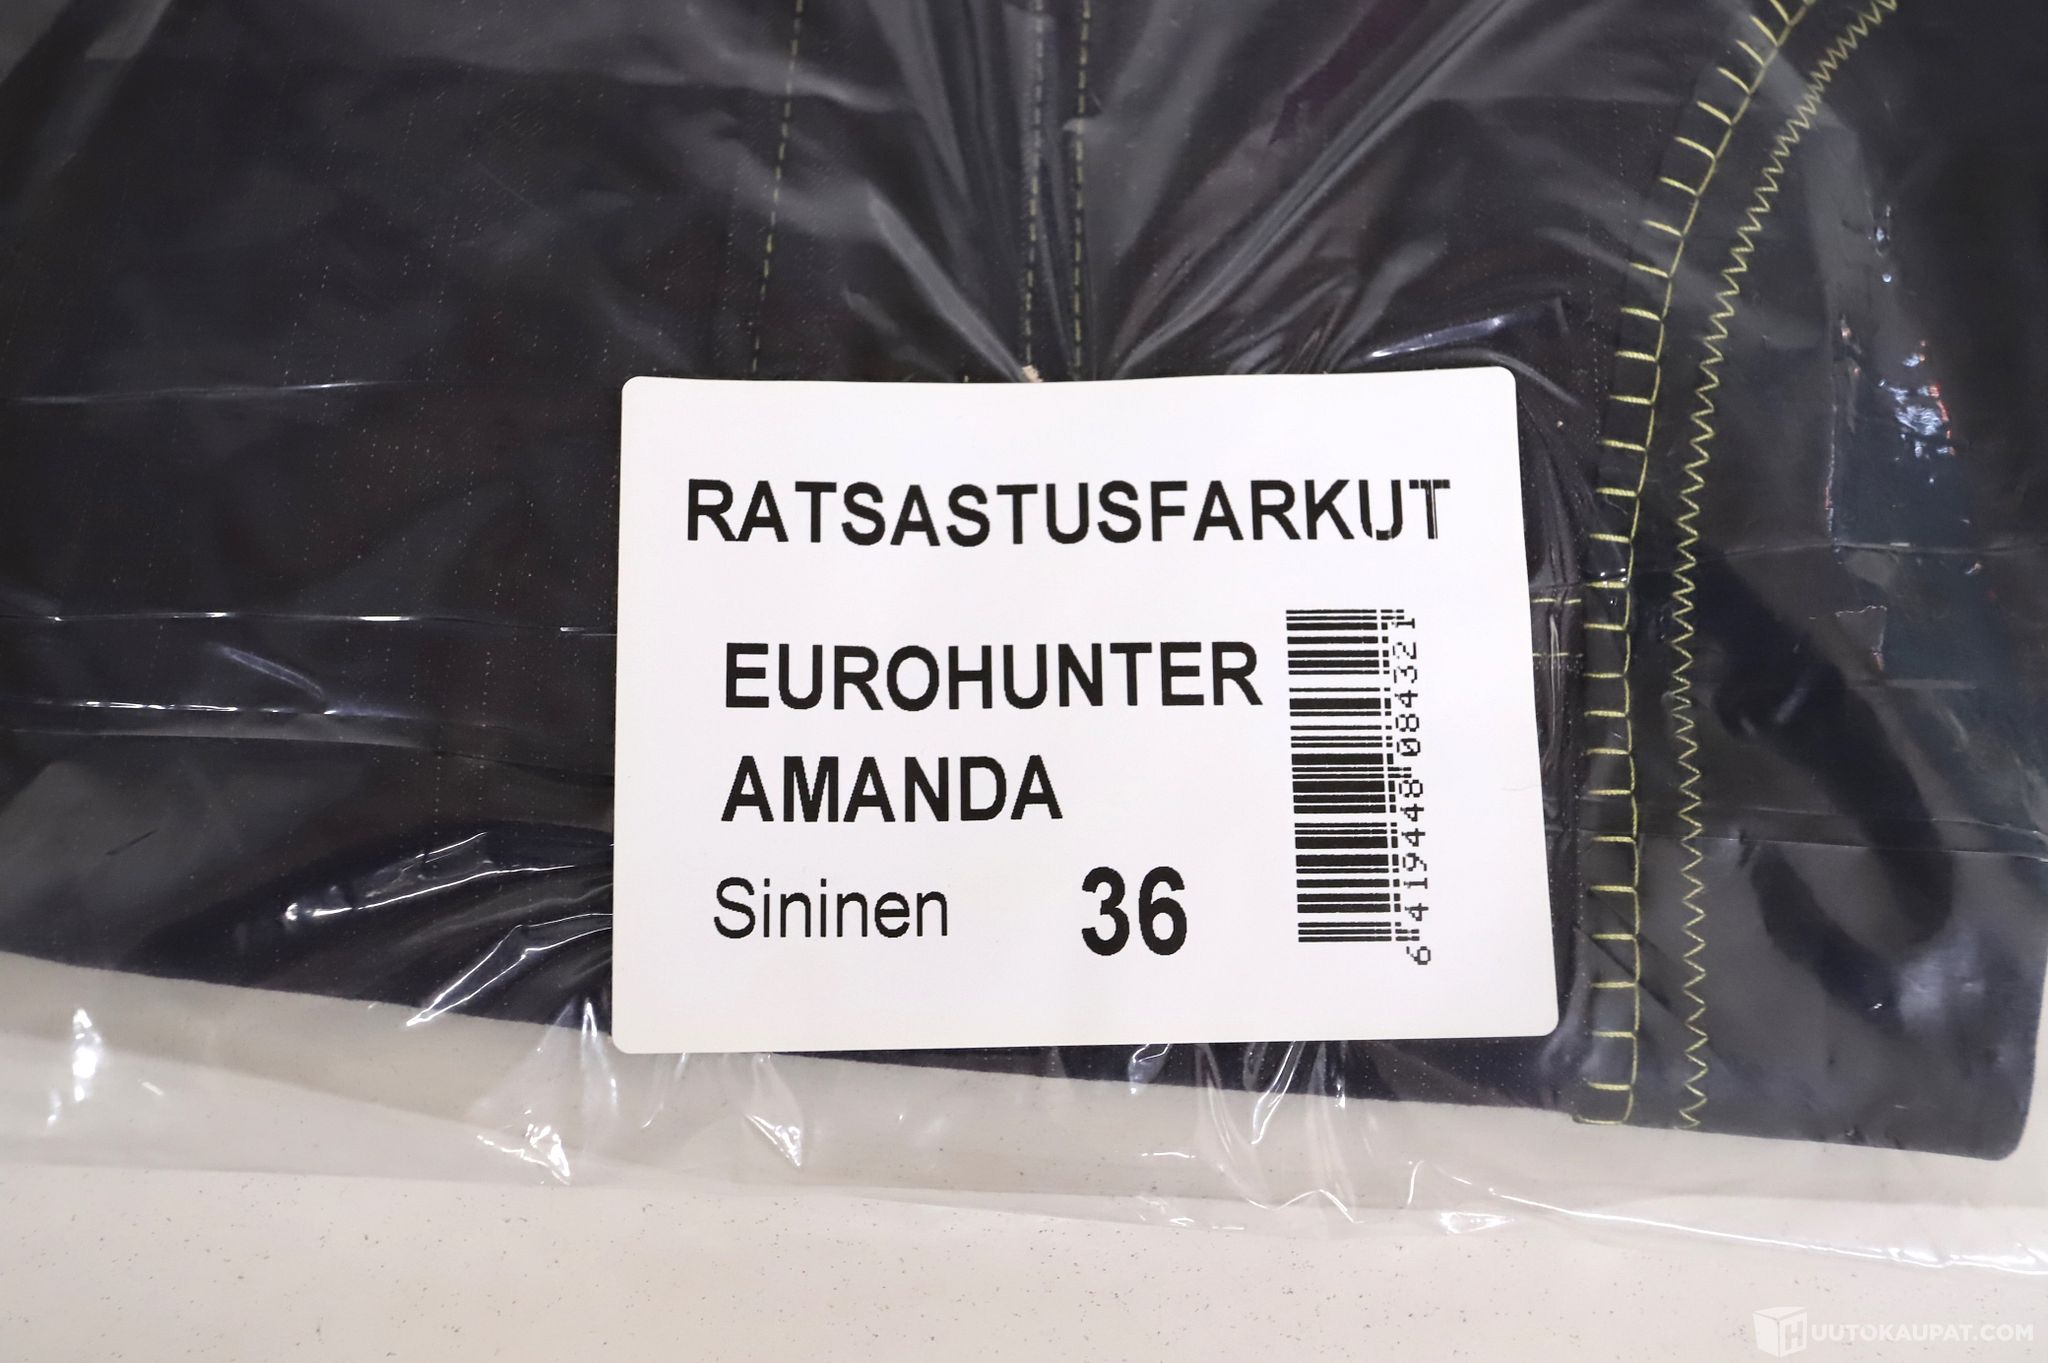 RATSASTUSFARKUT
EUROHUNTER
AMANDA
Sininen 36
6 419448 084321
HUUTOKAUPAT.COM